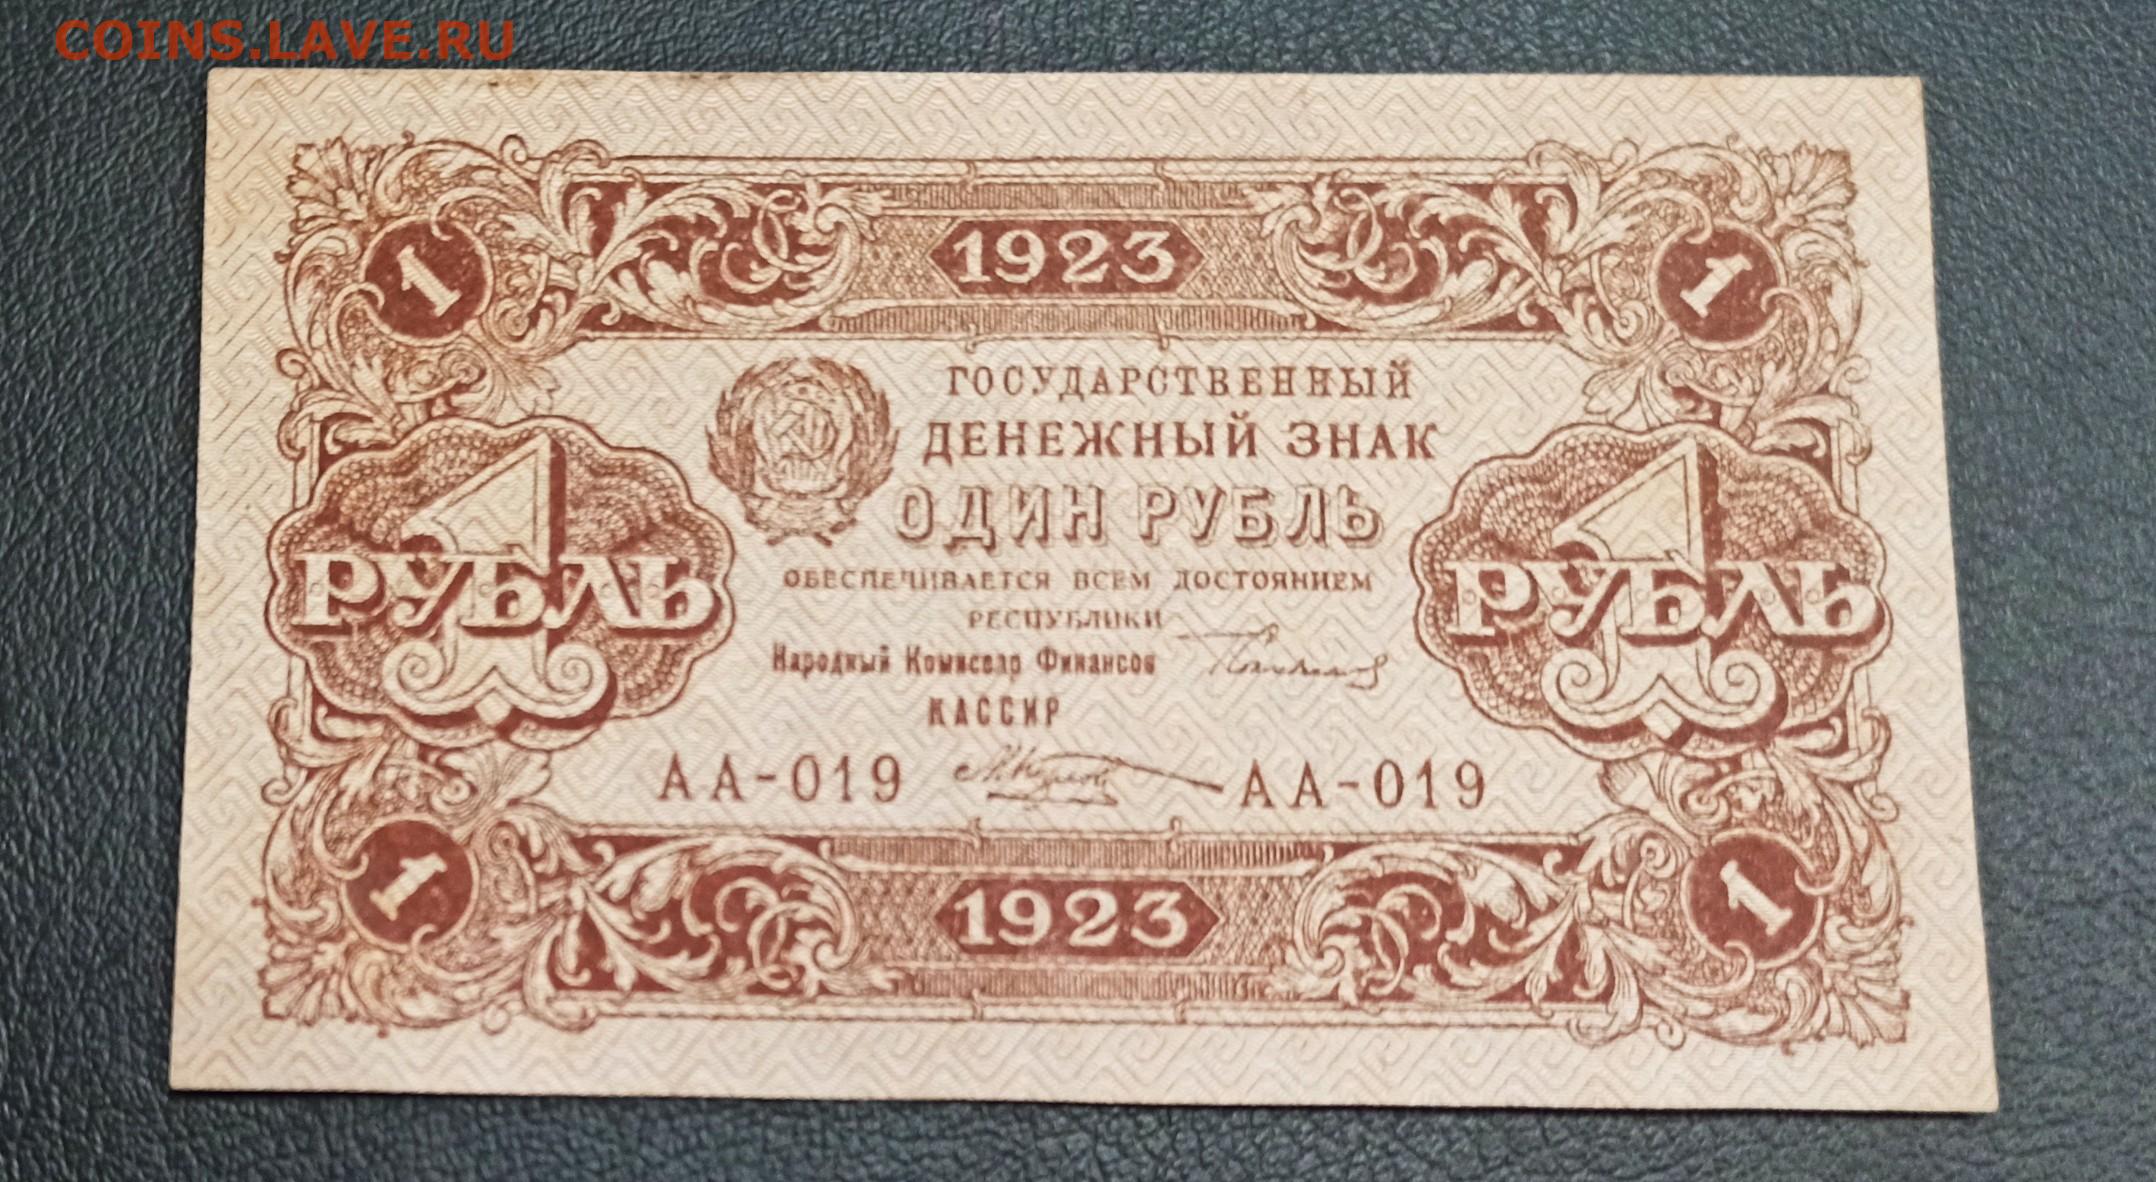 COINS.LAVE.RU
1 1923 1
ГОСУДАРСТВЕННЫЙ
ДЕНЕЖНЫЙ ЗНАК
ОДИН РУБЛЬ
1 РУБЛЬ
1 РУБЛЬ
ОБЕСПЕЧИВАЕТСЯ ВСЕМ ДОСТОЯНИЕМ
РЕСПУБЛИКИ
Народный Комиссар Финансов
КАССИР
АА-019 АА-019
1 1923 1